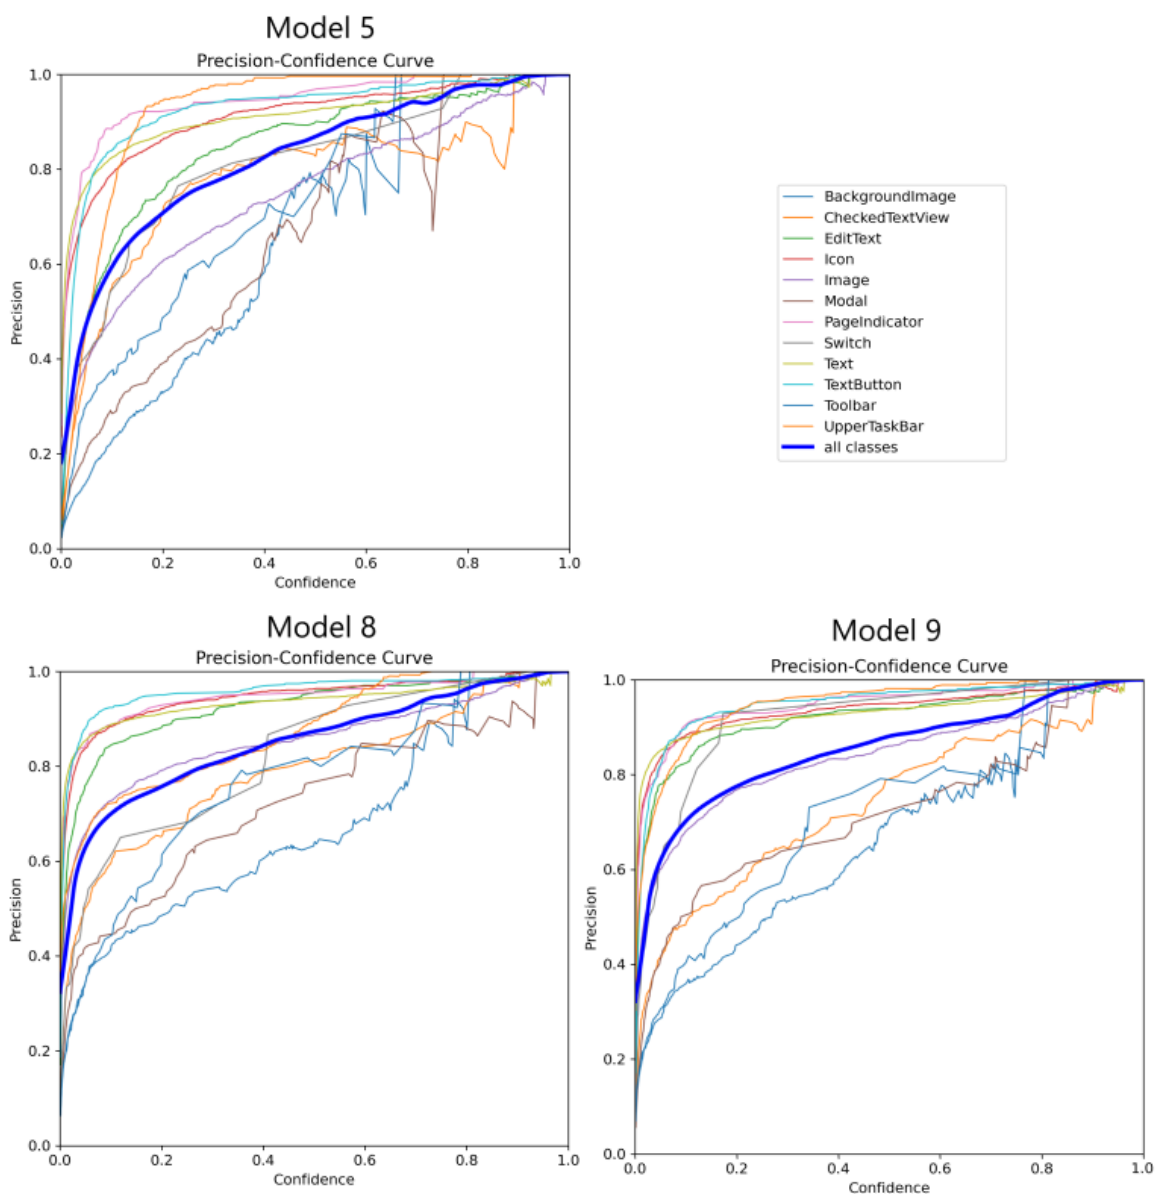 Model 5
Precision-Confidence Curve
1.0
0.8
0.6
0.4
0.2
0.0
Precision
0.0 0.2 0.4 0.6 0.8 1.0
Confidence
BackgroundImage
CheckedTextView
EditText
Icon
Image
Modal
PageIndicator
Switch
Text
TextButton
Toolbar
UpperTaskBar
all classes
Model 8
Precision-Confidence Curve
1.0
0.8
0.6
0.4
0.2
0.0
Precision
0.0 0.2 0.4 0.6 0.8 1.0
Confidence
Model 9
Precision-Confidence Curve
1.0
0.8
0.6
0.4
0.2
0.0
Precision
0.0 0.2 0.4 0.6 0.8 1.0
Confidence